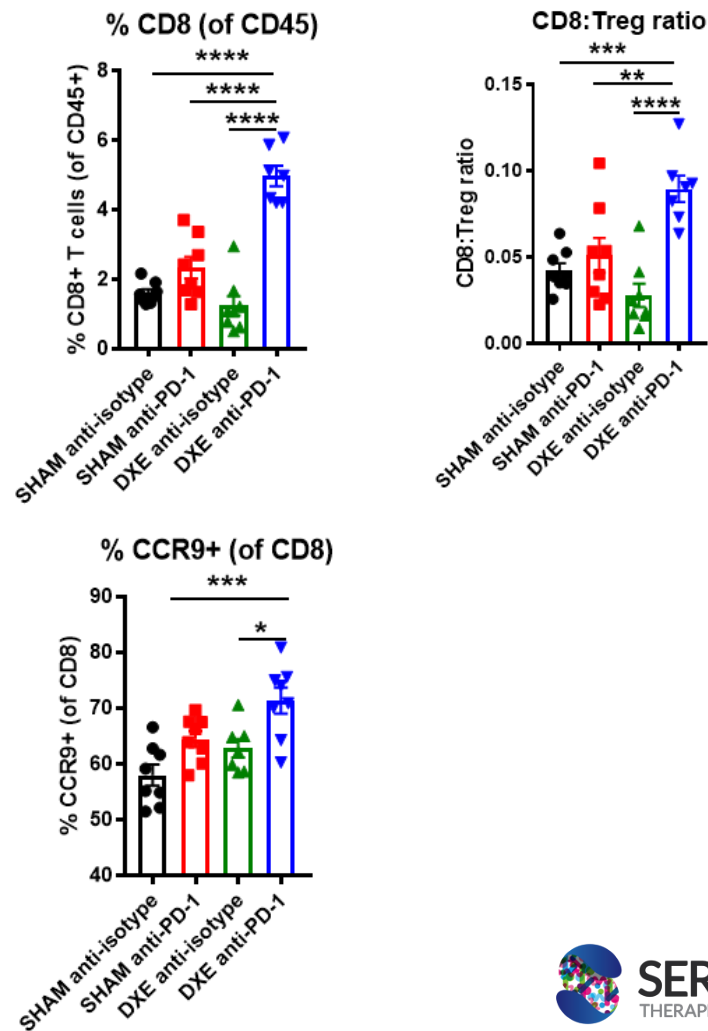 % CD8 (of CD45)
****
****
****
% CD8+ T cells (of CD45+)
8
6
4
2
0
SHAM anti-isotype
SHAM anti-PD-1
DXE anti-isotype
DXE anti-PD-1
CD8:Treg ratio
***
**
****
CD8:Treg ratio
0.15
0.10
0.05
0.00
SHAM anti-isotype
SHAM anti-PD-1
DXE anti-isotype
DXE anti-PD-1
% CCR9+ (of CD8)
***
*
% CCR9+ (of CD8)
90
80
70
60
50
40
SHAM anti-isotype
SHAM anti-PD-1
DXE anti-isotype
DXE anti-PD-1
SER
THERAP